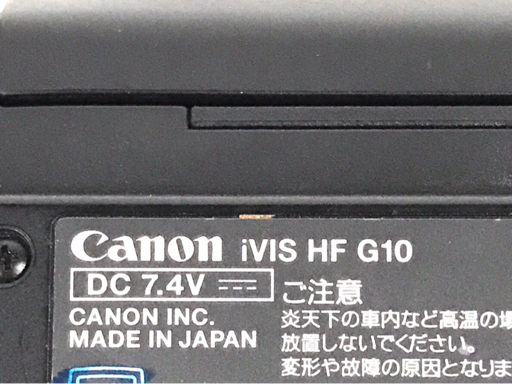 Canon iVIS HF G10
DC 7.4V ⎓ ご注意
CANON INC. 炎天下の車内など高温の場
MADE IN JAPAN 放置しないでください。
変形や故障の原因となりま